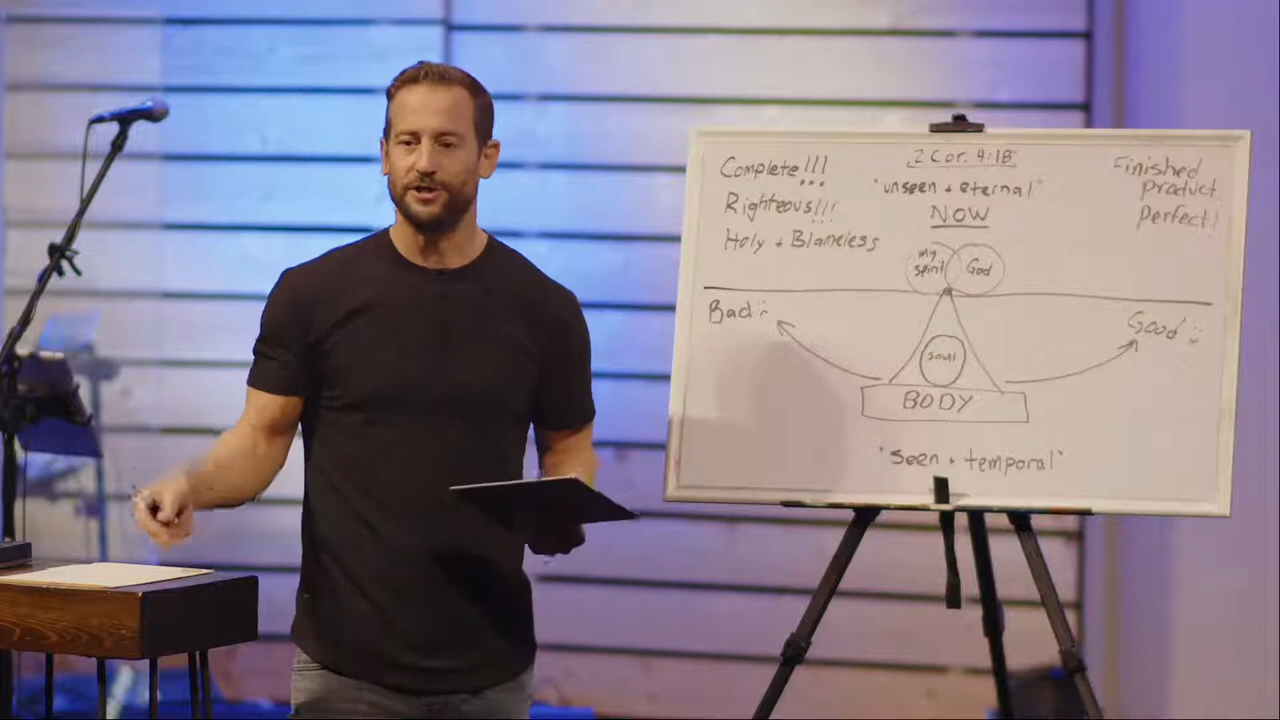 2 Cor. 4:18
Complete!!!
Righteous!!!
Holy + Blameless
"unseen + eternal"
NOW
Finished
Product.
Perfect!
my
spirit
God
Bad :(
Good :)
soul
BODY
"seen + temporal"